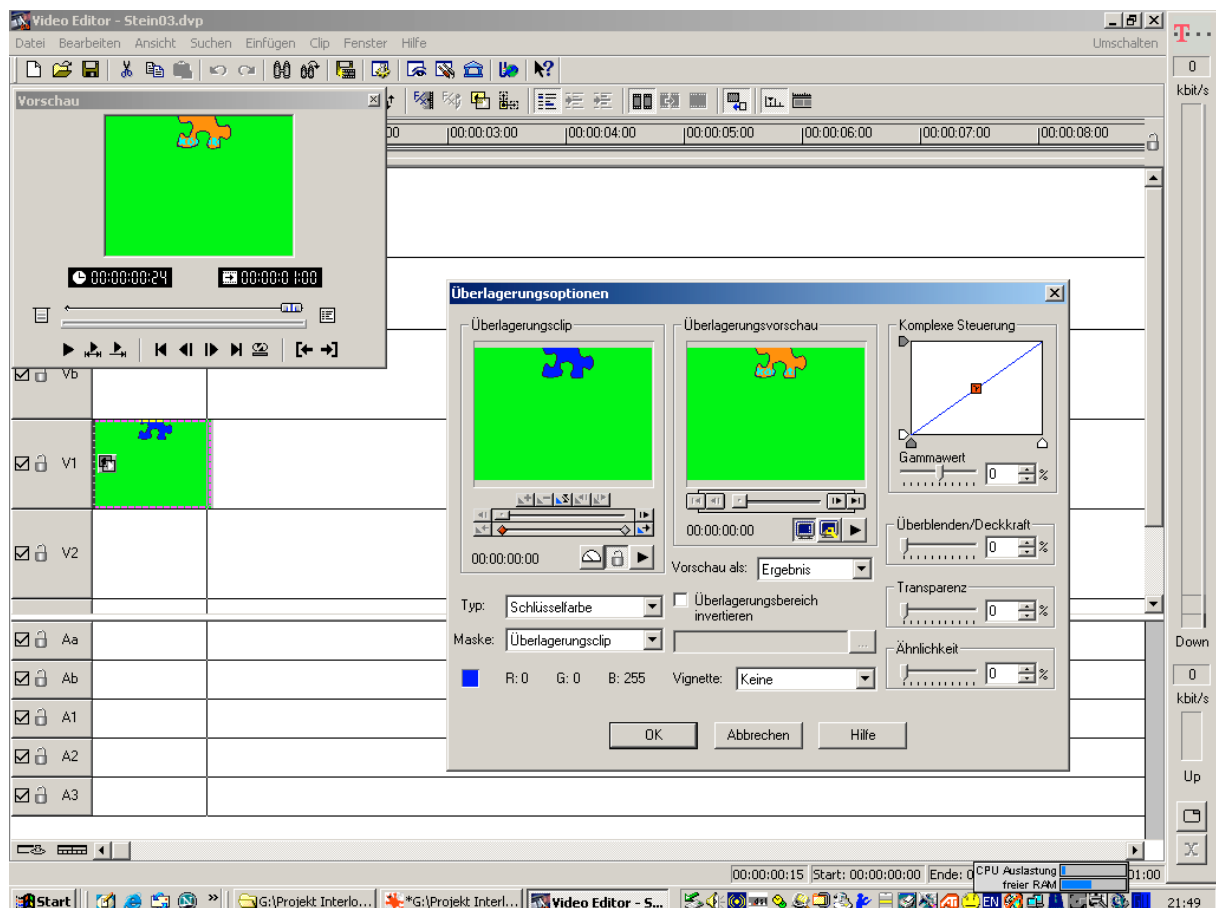 Video Editor - Stein03.dvp
Datei Bearbeiten Ansicht Suchen Einfügen Clip Fenster Hilfe Umschalten
T
0
kbit/s
Vorschau
00 00:00:03:00 00:00:04:00 00:00:05:00 00:00:06:00 00:00:07:00 00:00:08:00
00:00:00:24 00:00:01:00
Überlagerungsoptionen
Überlagerungsclip
Überlagerungsvorschau
Komplexe Steuerung
Gammawert
0 %
Überblenden/Deckkraft
0 %
00:00:00:00
00:00:00:00
Vorschau als: Ergebnis
Transparenz
0 %
Typ: Schlüsselfarbe
Überlagerungsbereich
invertieren
Maske: Überlagerungsclip
...
Ähnlichkeit
0 %
R: 0 G: 0 B: 255
Vignette: Keine
OK Abbrechen Hilfe
Vb
V1
V2
Aa
Ab
A1
A2
A3
Down
0
kbit/s
Up
X
00:00:00:15 Start: 00:00:00:00 Ende: 0 01:00
CPU Auslastung
freier RAM
Start » G:\Projekt Interlo... *G:\Projekt Interl... Video Editor - S... EN 21:49